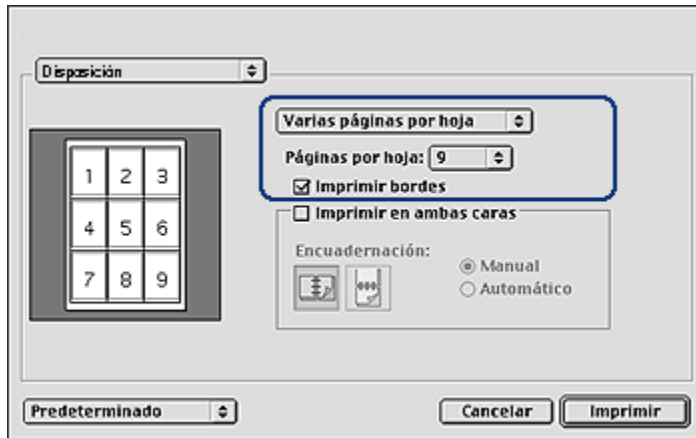 Disposición
Varias páginas por hoja
Páginas por hoja: 9
Imprimir bordes
Imprimir en ambas caras
Encuadernación:
Manual
Automático
1 2 3
4 5 6
7 8 9
Predeterminado
Cancelar
Imprimir